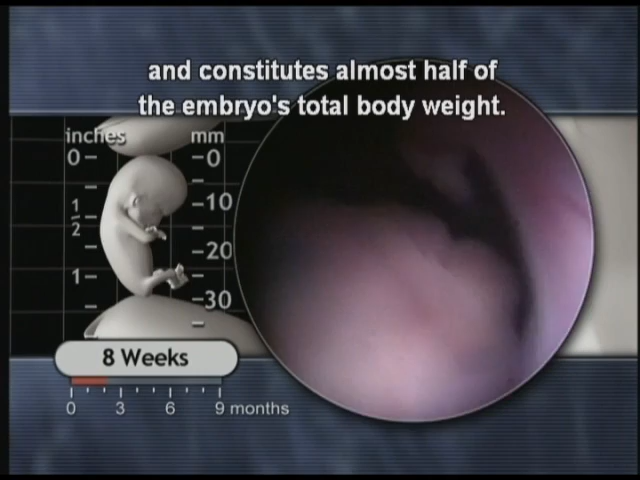 and constitutes almost half of
the embryo's total body weight.
inches mm
0 0
1/2 10
20
1 30
8 Weeks
0 3 6 9 months